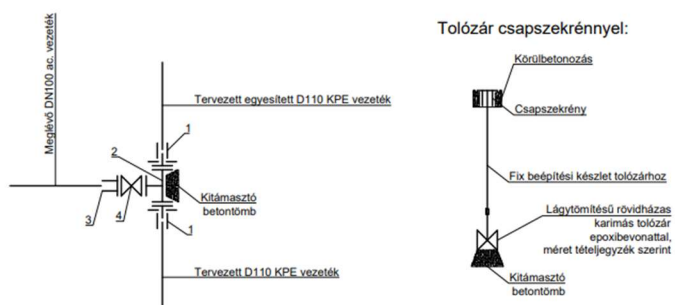 Meglévő DN100 ac. vezeték
Tervezett egyesített D110 KPE vezeték
1
2
Kitámasztó
betontömb
3
4
1
Tervezett D110 KPE vezeték
Tolózár csapszekrénnyel:
Körülbetonozás
Csapszekrény
Fix beépítési készlet tolózárhoz
Lágytömítésű rövidházas
karimás tolózár
epoxibevonattal,
méret tételjegyzék szerint
Kitámasztó
betontömb